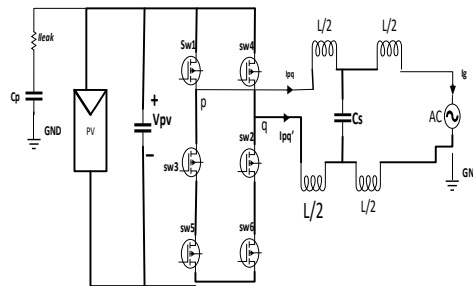 Sw1
sw4
L/2
L/2
Ileak
Ipq
Ig
Cp
p
+
Vpv
PV
GND
Cs
AC
q
Ipq'
sw3
sw2
GN
L/2
L/2
sw5
sw6